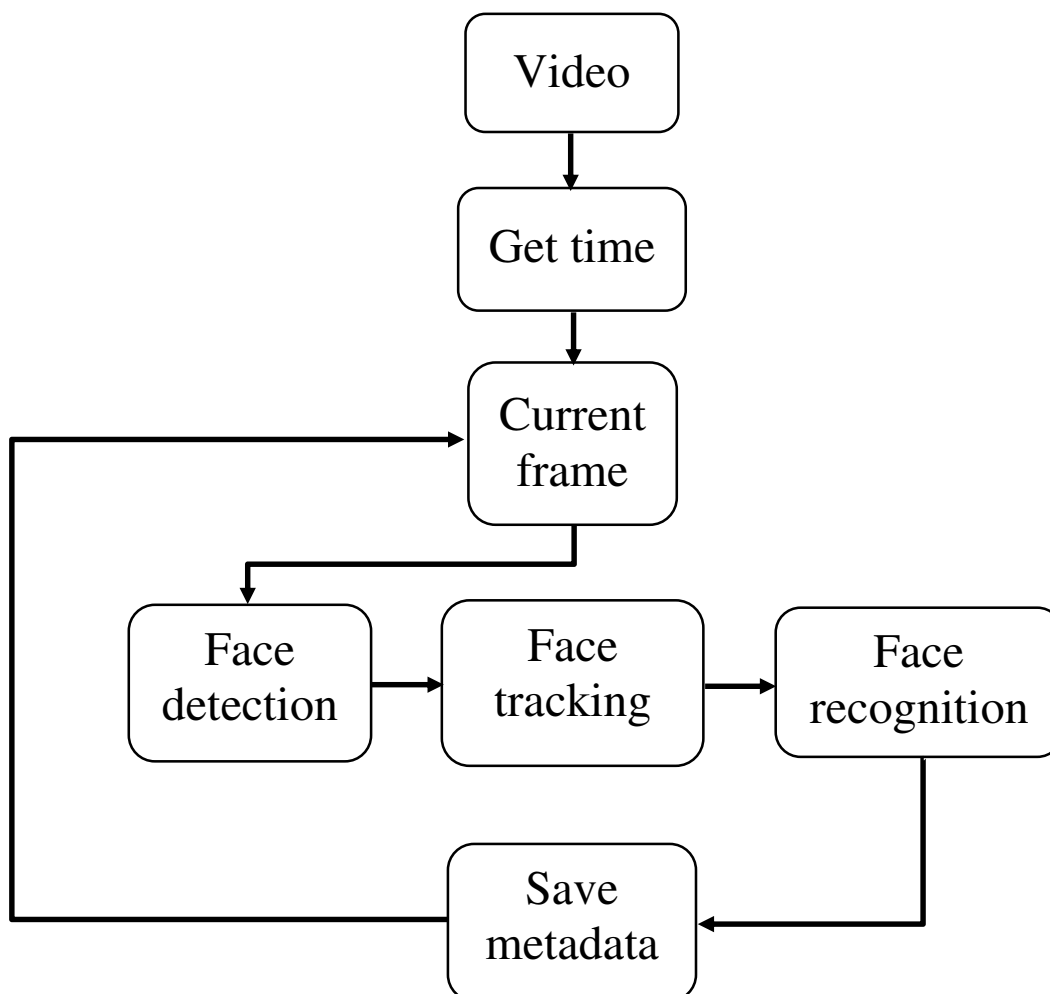 Video
Get time
Current
frame
Face
detection
Face
tracking
Face
recognition
Save
metadata